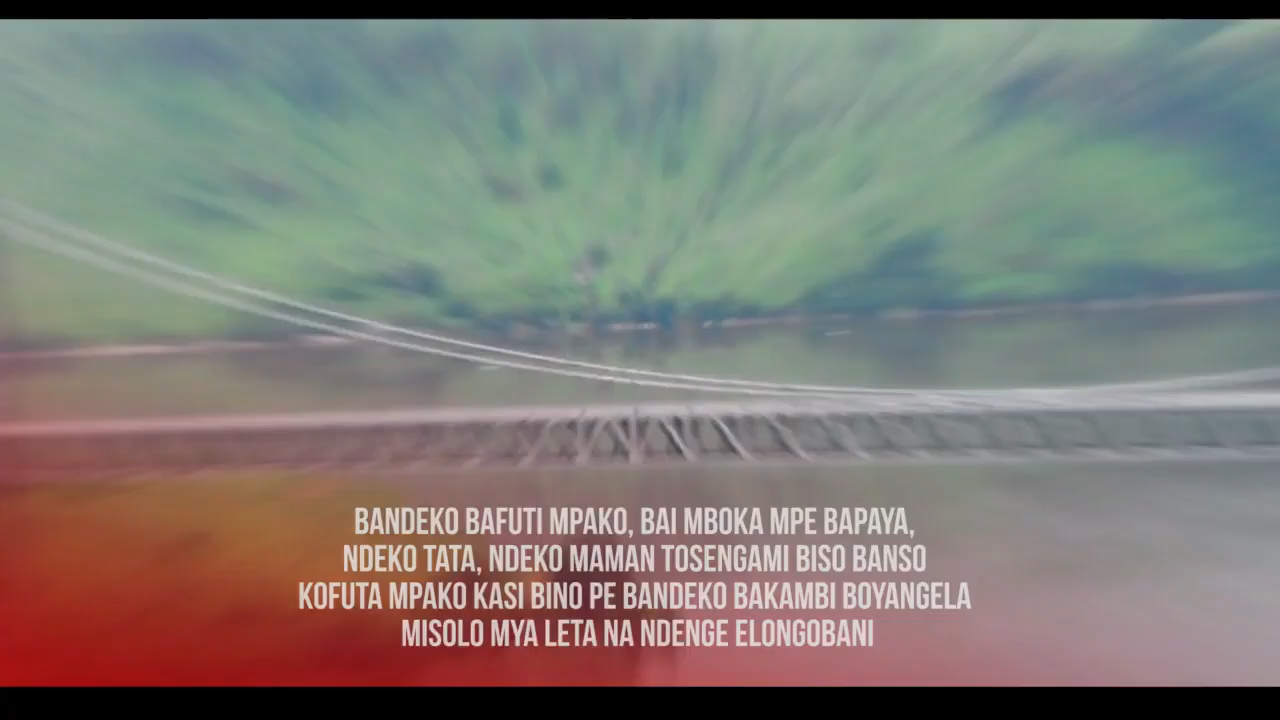 BANDEKO BAFUTI MPAKO, BAI MBOKA MPE BAPAYA,
NDEKO TATA, NDEKO MAMAN TOSENGAMI BISO BANSO
KOFUTA MPAKO KASI BINO PE BANDEKO BAKAMBI BOYANGELA
MISOLO MYA LETA NA NDENGE ELONGOBANI